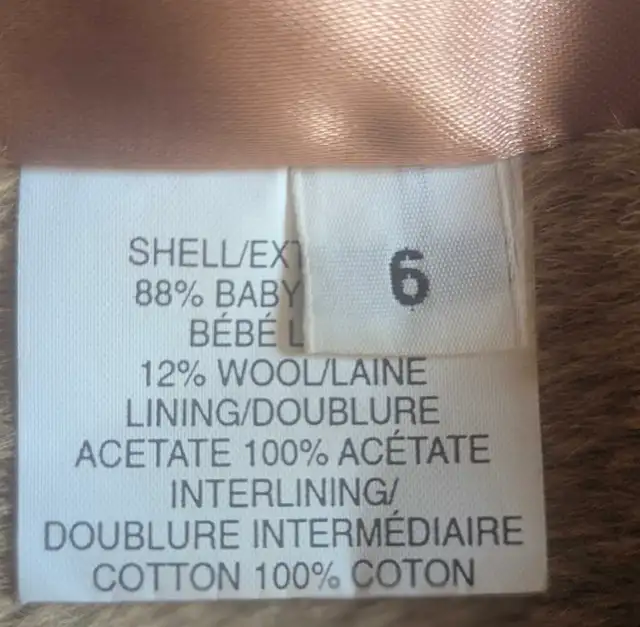 SHELL/EXT
88% BABY
BÉBÉ L
12% WOOL/LAINE
LINING/DOUBLURE
ACETATE 100% ACÉTATE
INTERLINING/
DOUBLURE INTERMÉDIAIRE
COTTON 100% COTON
6